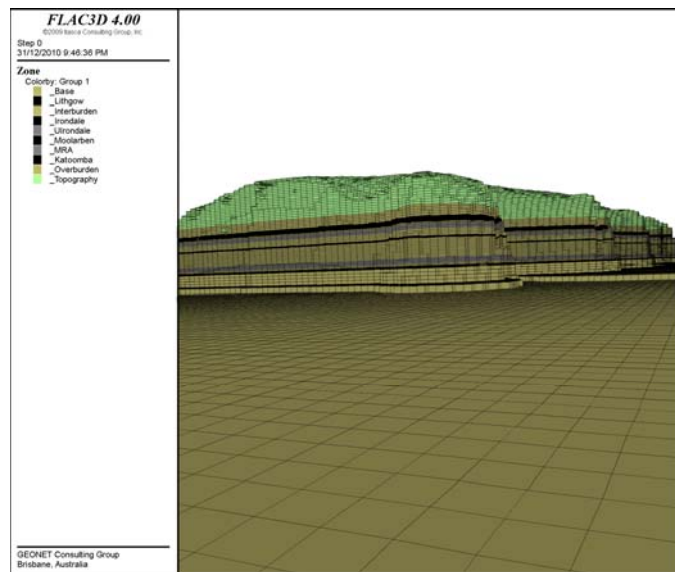 FLAC3D 4.00
©2009 Itasca Consulting Group, Inc.
Step 0
31/12/2010 9:46:36 PM
Zone
Colorby: Group 1
_Base
_Lithgow
_Interburden
_Irondale
_UIrondale
_Moolarben
_MRA
_Katoomba
_Overburden
_Topography
GEONET Consulting Group
Brisbane, Australia